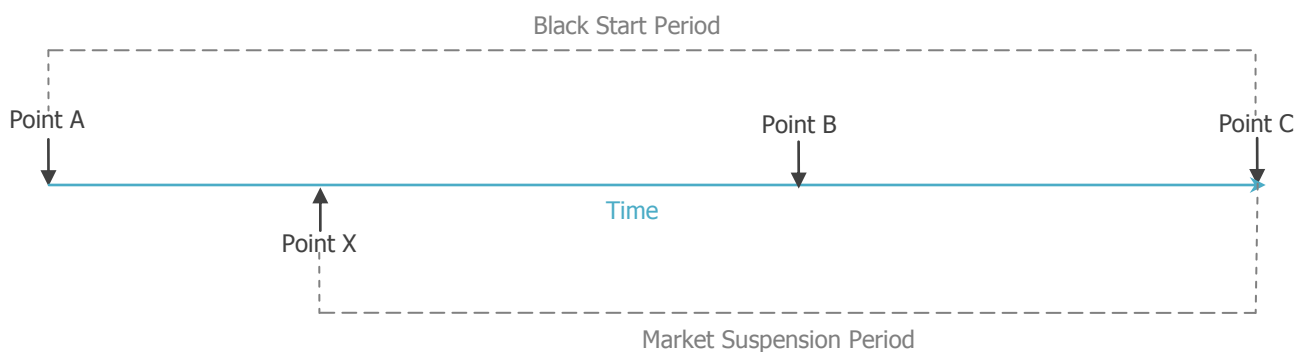 Black Start Period
Point A
Point B
Point C
Time
Point X
Market Suspension Period